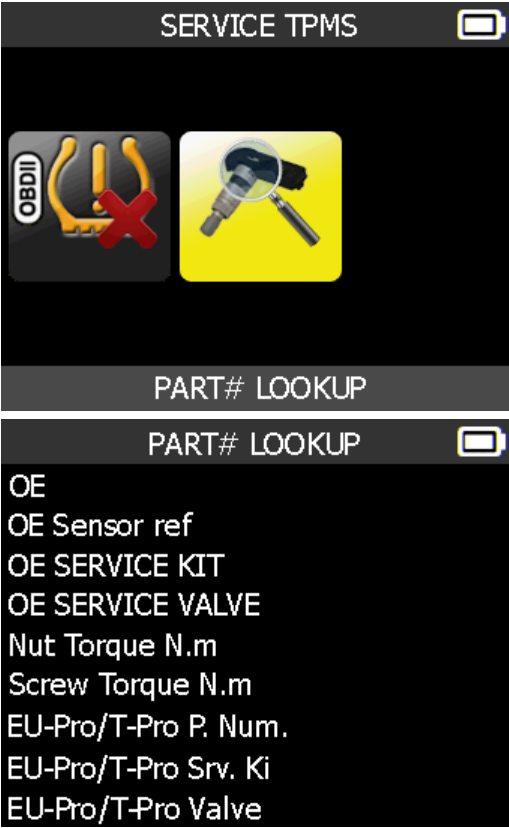 SERVICE TPMS
OBDII
PART# LOOKUP
PART# LOOKUP
OE
OE Sensor ref
OE SERVICE KIT
OE SERVICE VALVE
Nut Torque N.m
Screw Torque N.m
EU-Pro/T-Pro P. Num.
EU-Pro/T-Pro Srv. Ki
EU-Pro/T-Pro Valve